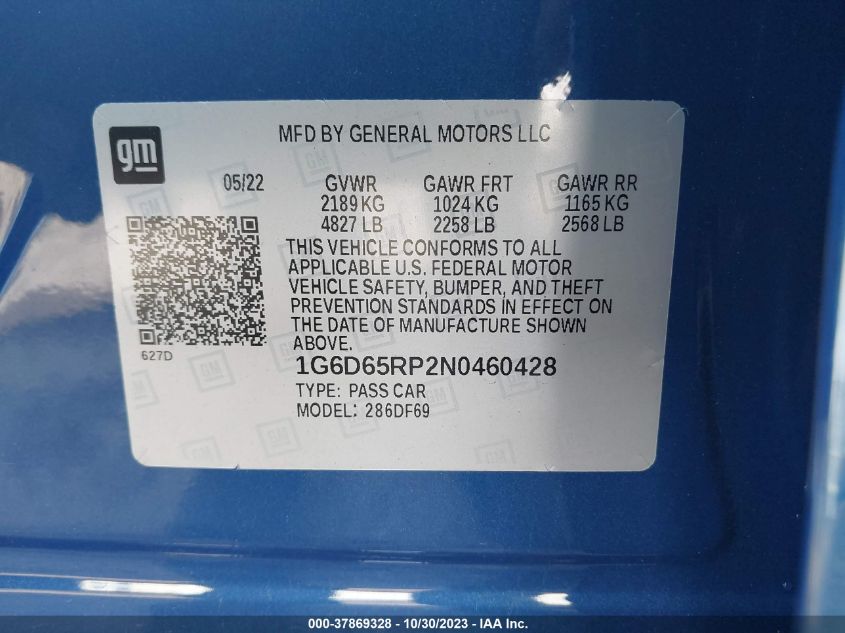 gm
MFD BY GENERAL MOTORS LLC
05/22 GVWR GAWR FRT GAWR RR
2189 KG 1024 KG 1165 KG
4827 LB 2258 LB 2568 LB
THIS VEHICLE CONFORMS TO ALL
APPLICABLE U.S. FEDERAL MOTOR
VEHICLE SAFETY, BUMPER, AND THEFT
PREVENTION STANDARDS IN EFFECT ON
THE DATE OF MANUFACTURE SHOWN
ABOVE.
627D
1G6D65RP2N0460428
TYPE: PASS CAR
MODEL: 286DF69
000-37869328 - 10/30/2023 - IAA Inc.